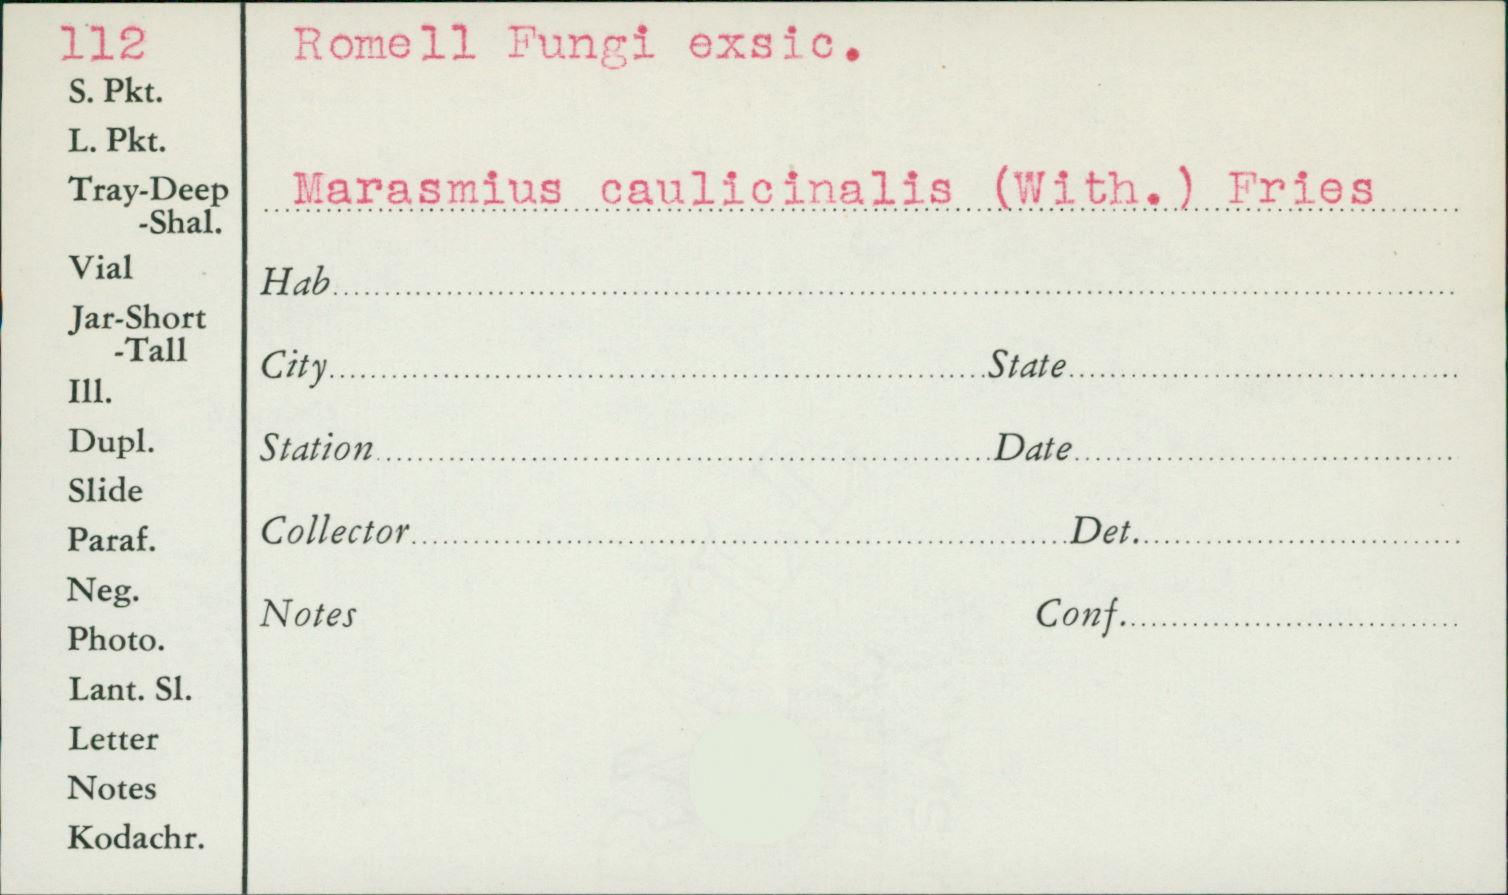 112
S. Pkt.
L. Pkt.
Tray-Deep
-Shal.
Vial
Jar-Short
-Tall
Ill.
Dupl.
Slide
Paraf.
Neg.
Photo.
Lant. Sl.
Letter
Notes
Kodachr.
Romell Fungi exsic.
Marasmius caulicinalis (With.) Fries
Hab
City State
Station Date
Collector Det.
Notes Conf.